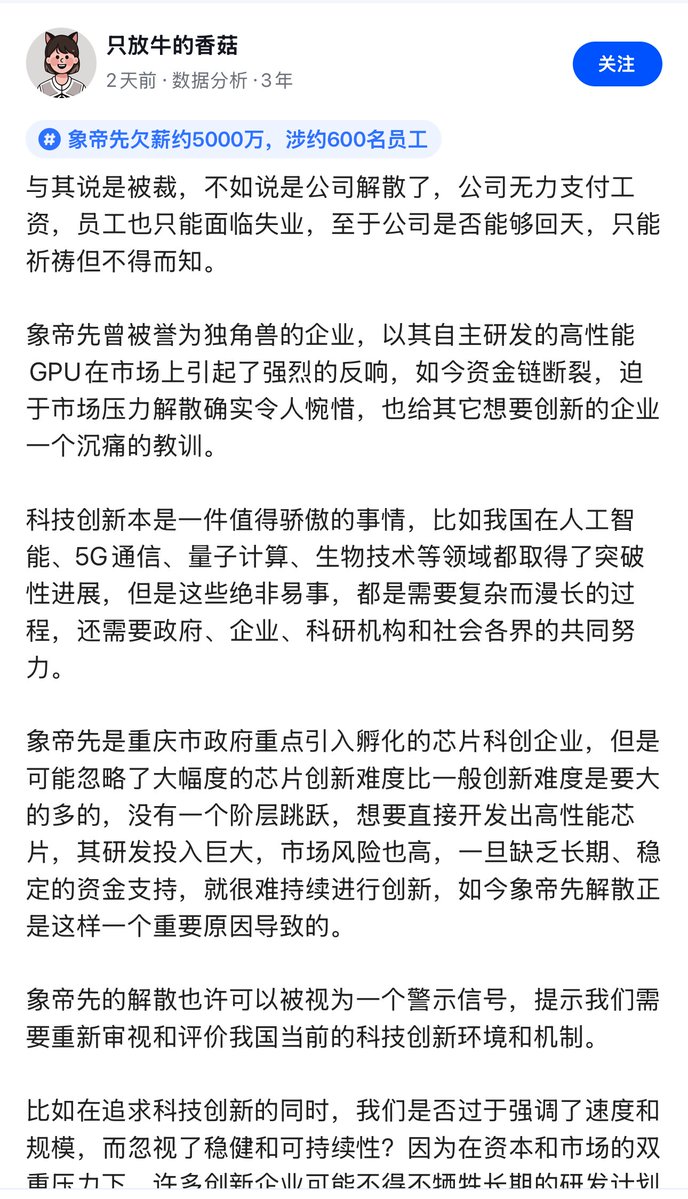 只放牛的香菇
2天前 · 数据分析 · 3年
关注
# 象帝先欠薪约5000万，涉约600名员工
与其说是被裁，不如说是公司解散了，公司无力支付工
资，员工也只能面临失业，至于公司是否能够回天，只能
祈祷但不得而知。
象帝先曾被誉为独角兽的企业，以其自主研发的高性能
GPU在市场上引起了强烈的反响，如今资金链断裂，迫
于市场压力解散确实令人惋惜，也给其它想要创新的企业
一个沉痛的教训。
科技创新本是一件值得骄傲的事情，比如我国在人工智
能、5G通信、量子计算、生物技术等领域都取得了突破
性进展，但是这些绝非易事，都是需要复杂而漫长的过
程，还需要政府、企业、科研机构和社会各界的共同努
力。
象帝先是重庆市政府重点引入孵化的芯片科创企业，但是
可能忽略了大幅度的芯片创新难度比一般创新难度是要大
的多的，没有一个阶层跳跃，想要直接开发出高性能芯
片，其研发投入巨大，市场风险也高，一旦缺乏长期、稳
定的资金支持，就很难持续进行创新，如今象帝先解散正
是这样一个重要原因导致的。
象帝先的解散也许可以被视为一个警示信号，提示我们需
要重新审视和评价我国当前的科技创新环境和机制。
比如在追求科技创新的同时，我们是否过于强调了速度和
规模，而忽视了稳健和可持续性？因为在资本和市场的双
重压力下，许多创新企业可能不得不牺牲长期的研发计划